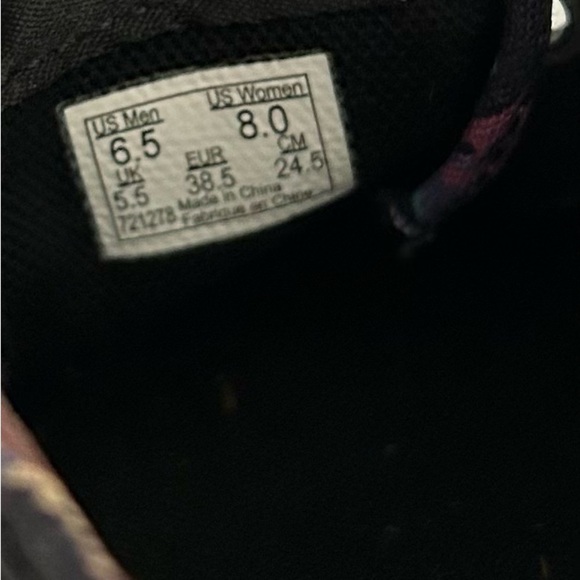 US Men US Women
6.5 8.0
UK EUR CM
5.5 38.5 24.5
721278 Made in China
Fabriqué en Chine